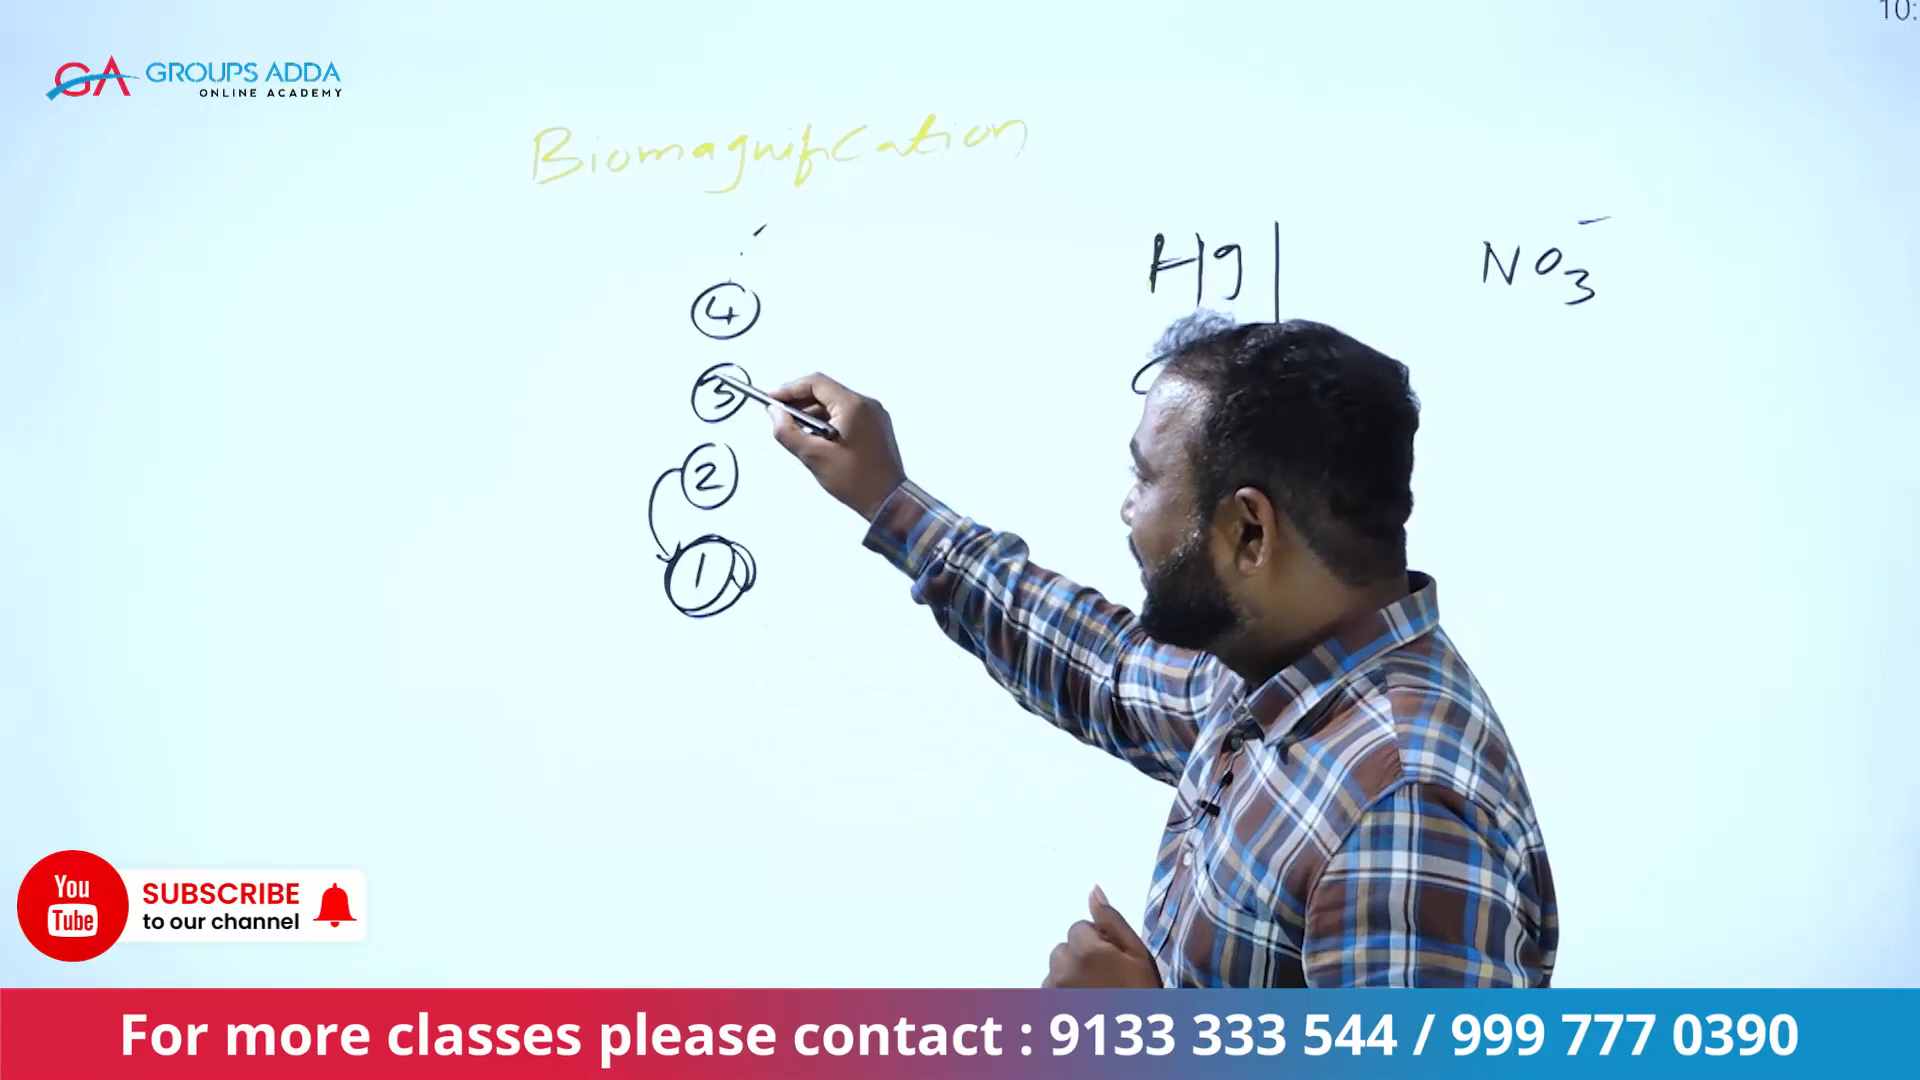 10:
GA GROUPS ADDA
ONLINE ACADEMY
Biomagnification
Hg
NO3-
4
3
2
1
You
Tube
SUBSCRIBE
to our channel
For more classes please contact : 9133 333 544 / 999 777 0390